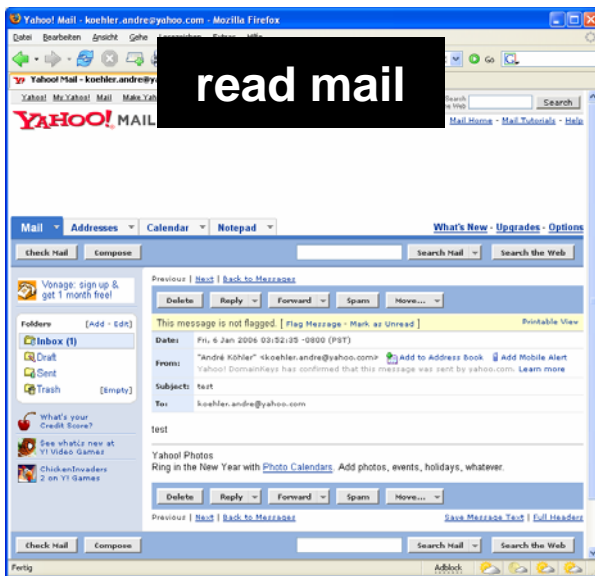 Yahoo! Mail - koehler.andre@yahoo.com - Mozilla Firefox
Datei Bearbeiten Ansicht Gehe
read mail
Go
Yahoo! Mail - koehler.andre@ya
Yahoo! My Yahoo! Mail Make Yah
Search the Web Search
YAHOO! MAIL
Mail Home - Mail Tutorials - Help
Mail Addresses Calendar Notepad What's New - Upgrades - Options
Check Mail Compose Search Mail Search the Web
Vonage: sign up &
get 1 month free!
Folders [Add - Edit]
Inbox (1)
Draft
Sent
Trash [Empty]
What's your
Credit Score?
See what's new at
Y! Video Games
ChickenInvaders
2 on Y! Games
Previous | Next | Back to Messages
Delete Reply Forward Spam Move...
This message is not flagged. [ Flag Message - Mark as Unread ] Printable View
Date: Fri, 6 Jan 2006 03:52:35 -0800 (PST)
From: "André Köhler" <koehler.andre@yahoo.com> Add to Address Book Add Mobile Alert
Yahoo! DomainKeys has confirmed that this message was sent by yahoo.com. Learn more
Subject: test
To: koehler.andre@yahoo.com
test
Yahoo! Photos
Ring in the New Year with Photo Calendars. Add photos, events, holidays, whatever.
Delete Reply Forward Spam Move...
Previous | Next | Back to Messages Save Message Text | Full Headers
Check Mail Compose Search Mail Search the Web
Fertig Adblock